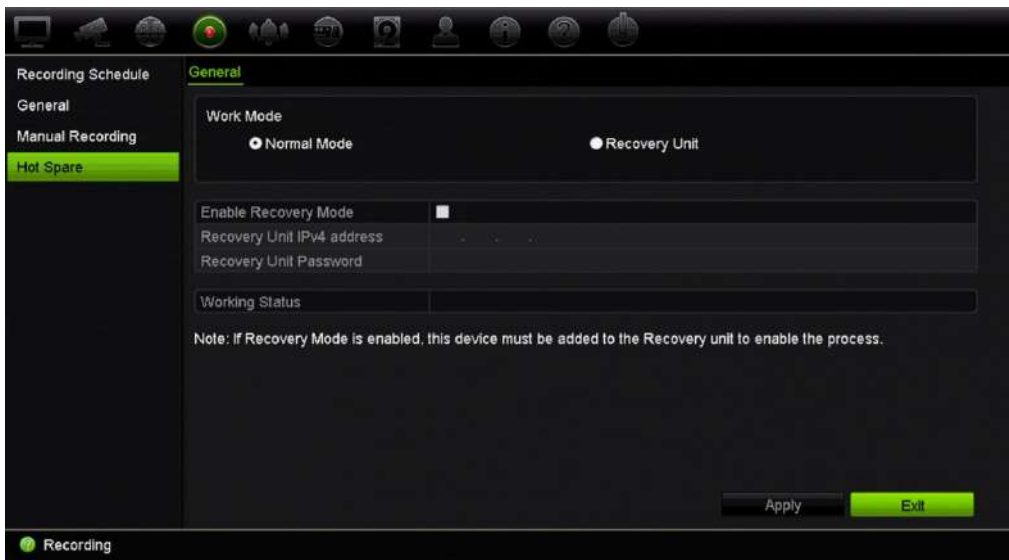 Recording Schedule
General
Manual Recording
Hot Spare
General
Work Mode
Normal Mode
Recovery Unit
Enable Recovery Mode
Recovery Unit IPv4 address
. . .
Recovery Unit Password
Working Status
Note: If Recovery Mode is enabled, this device must be added to the Recovery unit to enable the process.
Apply
Exit
Recording